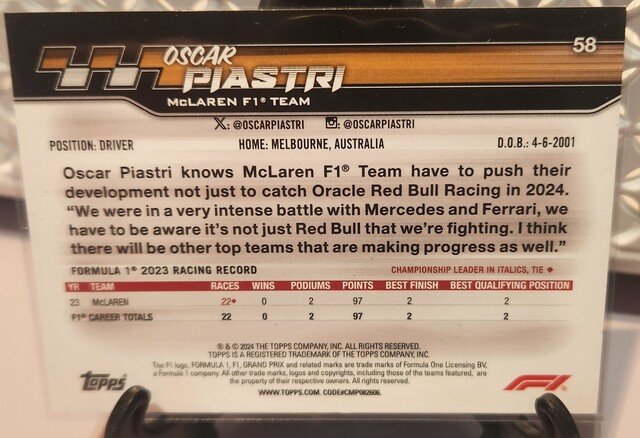 58
OSCAR
PIASTRI
McLAREN F1® TEAM
X: @OSCARPIASTRI : @OSCARPIASTRI
POSITION: DRIVER HOME: MELBOURNE, AUSTRALIA D.O.B.: 4-6-2001
Oscar Piastri knows McLaren F1® Team have to push their
development not just to catch Oracle Red Bull Racing in 2024.
“We were in a very intense battle with Mercedes and Ferrari, we
have to be aware it’s not just Red Bull that we’re fighting. I think
there will be other top teams that are making progress as well.”
FORMULA 1® 2023 RACING RECORD CHAMPIONSHIP LEADER IN ITALICS, TIE ♦
YR TEAM RACES WINS PODIUMS POINTS BEST FINISH BEST QUALIFYING POSITION
23 McLAREN 22♦ 0 2 97 2 2
F1® CAREER TOTALS 22 0 2 97 2 2
® & © 2024 THE TOPPS COMPANY, INC. ALL RIGHTS RESERVED.
TOPPS IS A REGISTERED TRADEMARK OF THE TOPPS COMPANY, INC.
The F1 logo, FORMULA 1, F1, GRAND PRIX and related marks are trade marks of Formula One Licensing BV,
a Formula 1 company. All other trade marks, logos and copyrights, including those of the teams featured, are
the property of their respective owners. All rights reserved.
WWW.TOPPS.COM. CODE#CMP082606.
Topps
F1